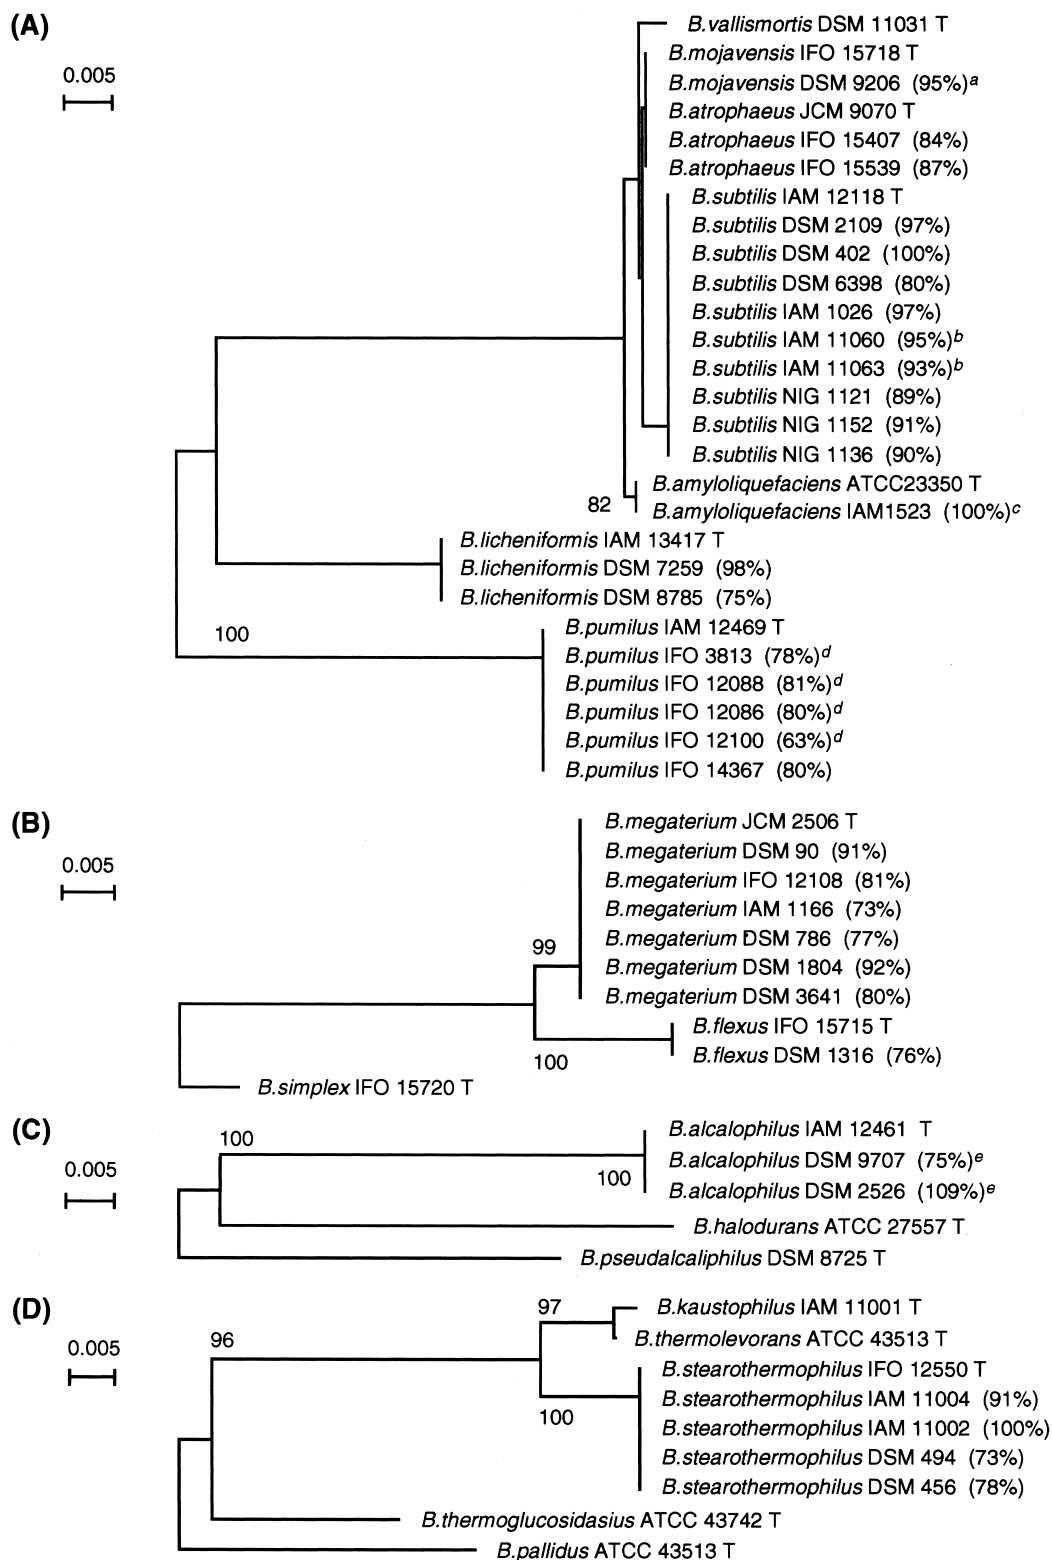 (A)
0.005
B.vallismortis DSM 11031 T
B.mojavensis IFO 15718 T
B.mojavensis DSM 9206 (95%)a
B.atrophaeus JCM 9070 T
B.atrophaeus IFO 15407 (84%)
B.atrophaeus IFO 15539 (87%)
B.subtilis IAM 12118 T
B.subtilis DSM 2109 (97%)
B.subtilis DSM 402 (100%)
B.subtilis DSM 6398 (80%)
B.subtilis IAM 1026 (97%)
B.subtilis IAM 11060 (95%)b
B.subtilis IAM 11063 (93%)b
B.subtilis NIG 1121 (89%)
B.subtilis NIG 1152 (91%)
B.subtilis NIG 1136 (90%)
B.amyloliquefaciens ATCC23350 T
82
B.amyloliquefaciens IAM1523 (100%)c
B.licheniformis IAM 13417 T
B.licheniformis DSM 7259 (98%)
B.licheniformis DSM 8785 (75%)
100
B.pumilus IAM 12469 T
B.pumilus IFO 3813 (78%)d
B.pumilus IFO 12088 (81%)d
B.pumilus IFO 12086 (80%)d
B.pumilus IFO 12100 (63%)d
B.pumilus IFO 14367 (80%)
(B)
0.005
B.megaterium JCM 2506 T
B.megaterium DSM 90 (91%)
B.megaterium IFO 12108 (81%)
B.megaterium IAM 1166 (73%)
B.megaterium DSM 786 (77%)
99
B.megaterium DSM 1804 (92%)
B.megaterium DSM 3641 (80%)
B.flexus IFO 15715 T
B.flexus DSM 1316 (76%)
100
B.simplex IFO 15720 T
(C)
0.005
100
B.alcalophilus IAM 12461 T
B.alcalophilus DSM 9707 (75%)e
100
B.alcalophilus DSM 2526 (109%)e
B.halodurans ATCC 27557 T
B.pseudalcaliphilus DSM 8725 T
(D)
0.005
96
97
B.kaustophilus IAM 11001 T
B.thermolevorans ATCC 43513 T
B.stearothermophilus IFO 12550 T
B.stearothermophilus IAM 11004 (91%)
100
B.stearothermophilus IAM 11002 (100%)
B.stearothermophilus DSM 494 (73%)
B.stearothermophilus DSM 456 (78%)
B.thermoglucosidasius ATCC 43742 T
B.pallidus ATCC 43513 T